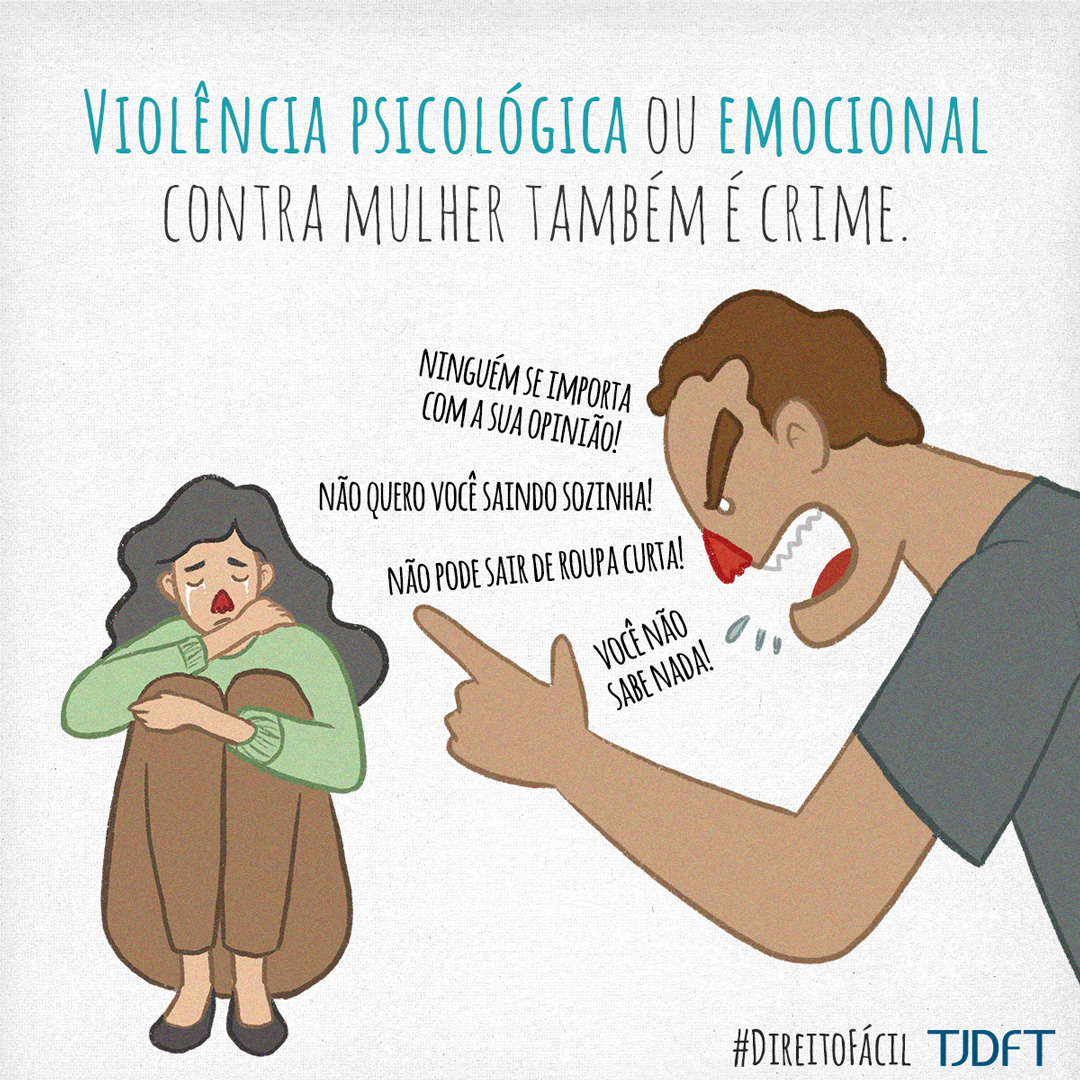 Violência psicológica ou emocional
contra mulher também é crime.
Ninguém se importa
com a sua opinião!
Não quero você saindo sozinha!
Não pode sair de roupa curta!
Você não
sabe nada!
#DireitoFácil TJDFT